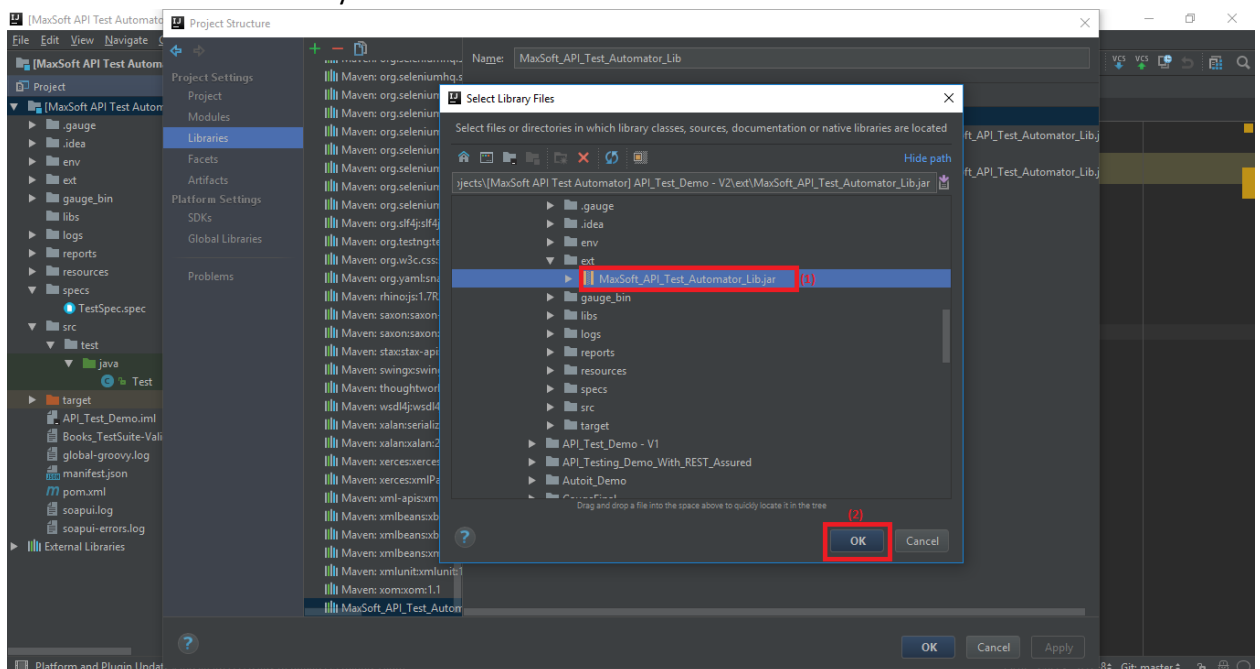 [MaxSoft API Test Automato
Project Structure
File Edit View Navigate
[MaxSoft API Test Autom
Project
[MaxSoft API Test Autom
.gauge
.idea
env
ext
gauge_bin
libs
logs
reports
resources
specs
TestSpec.spec
src
test
java
Test
target
API_Test_Demo.iml
Books_TestSuite-Vali
global-groovy.log
manifest.json
pom.xml
soapui.log
soapui-errors.log
External Libraries
Project Settings
Project
Modules
Libraries
Facets
Artifacts
Platform Settings
SDKs
Global Libraries
Problems
Maven: org.seleniumhq.s
Maven: org.seleniumhq.s
Maven: org.seleniun
Maven: org.seleniun
Maven: org.seleniun
Maven: org.seleniun
Maven: org.seleniun
Maven: org.seleniun
Maven: org.seleniun
Maven: org.slf4j:slf4j
Maven: org.testng:te
Maven: org.w3c.css:
Maven: org.yaml:sna
Maven: rhino:js:1.7R
Maven: saxon:saxon-
Maven: saxon:saxon:
Maven: stax:stax-api
Maven: swingx:swin
Maven: thoughtworl
Maven: wsdl4j:wsdl4
Maven: xalan:serializ
Maven: xalan:xalan:2
Maven: xerces:xerces
Maven: xerces:xmlPa
Maven: xml-apis:xm
Maven: xmlbeans:xb
Maven: xmlbeans:xb
Maven: xmlbeans:xm
Maven: xmlunit:xmlunit:1
Maven: xom:xom:1.1
MaxSoft_API_Test_Autom
Name: MaxSoft_API_Test_Automator_Lib
ft_API_Test_Automator_Lib.j
ft_API_Test_Automator_Lib.j
Select Library Files
Select files or directories in which library classes, sources, documentation or native libraries are located
Hide path
ojects\[MaxSoft API Test Automator] API_Test_Demo - V2\ext\MaxSoft_API_Test_Automator_Lib.jar
.gauge
.idea
env
ext
MaxSoft_API_Test_Automator_Lib.jar (1)
gauge_bin
libs
logs
reports
resources
specs
src
target
API_Test_Demo - V1
API_Testing_Demo_With_REST_Assured
Autoit_Demo
Drag and drop a file into the space above to quickly locate it in the tree
(2)
? OK Cancel
? OK Cancel Apply
VCS VCS
Platform and Plugin Updat
Git: master